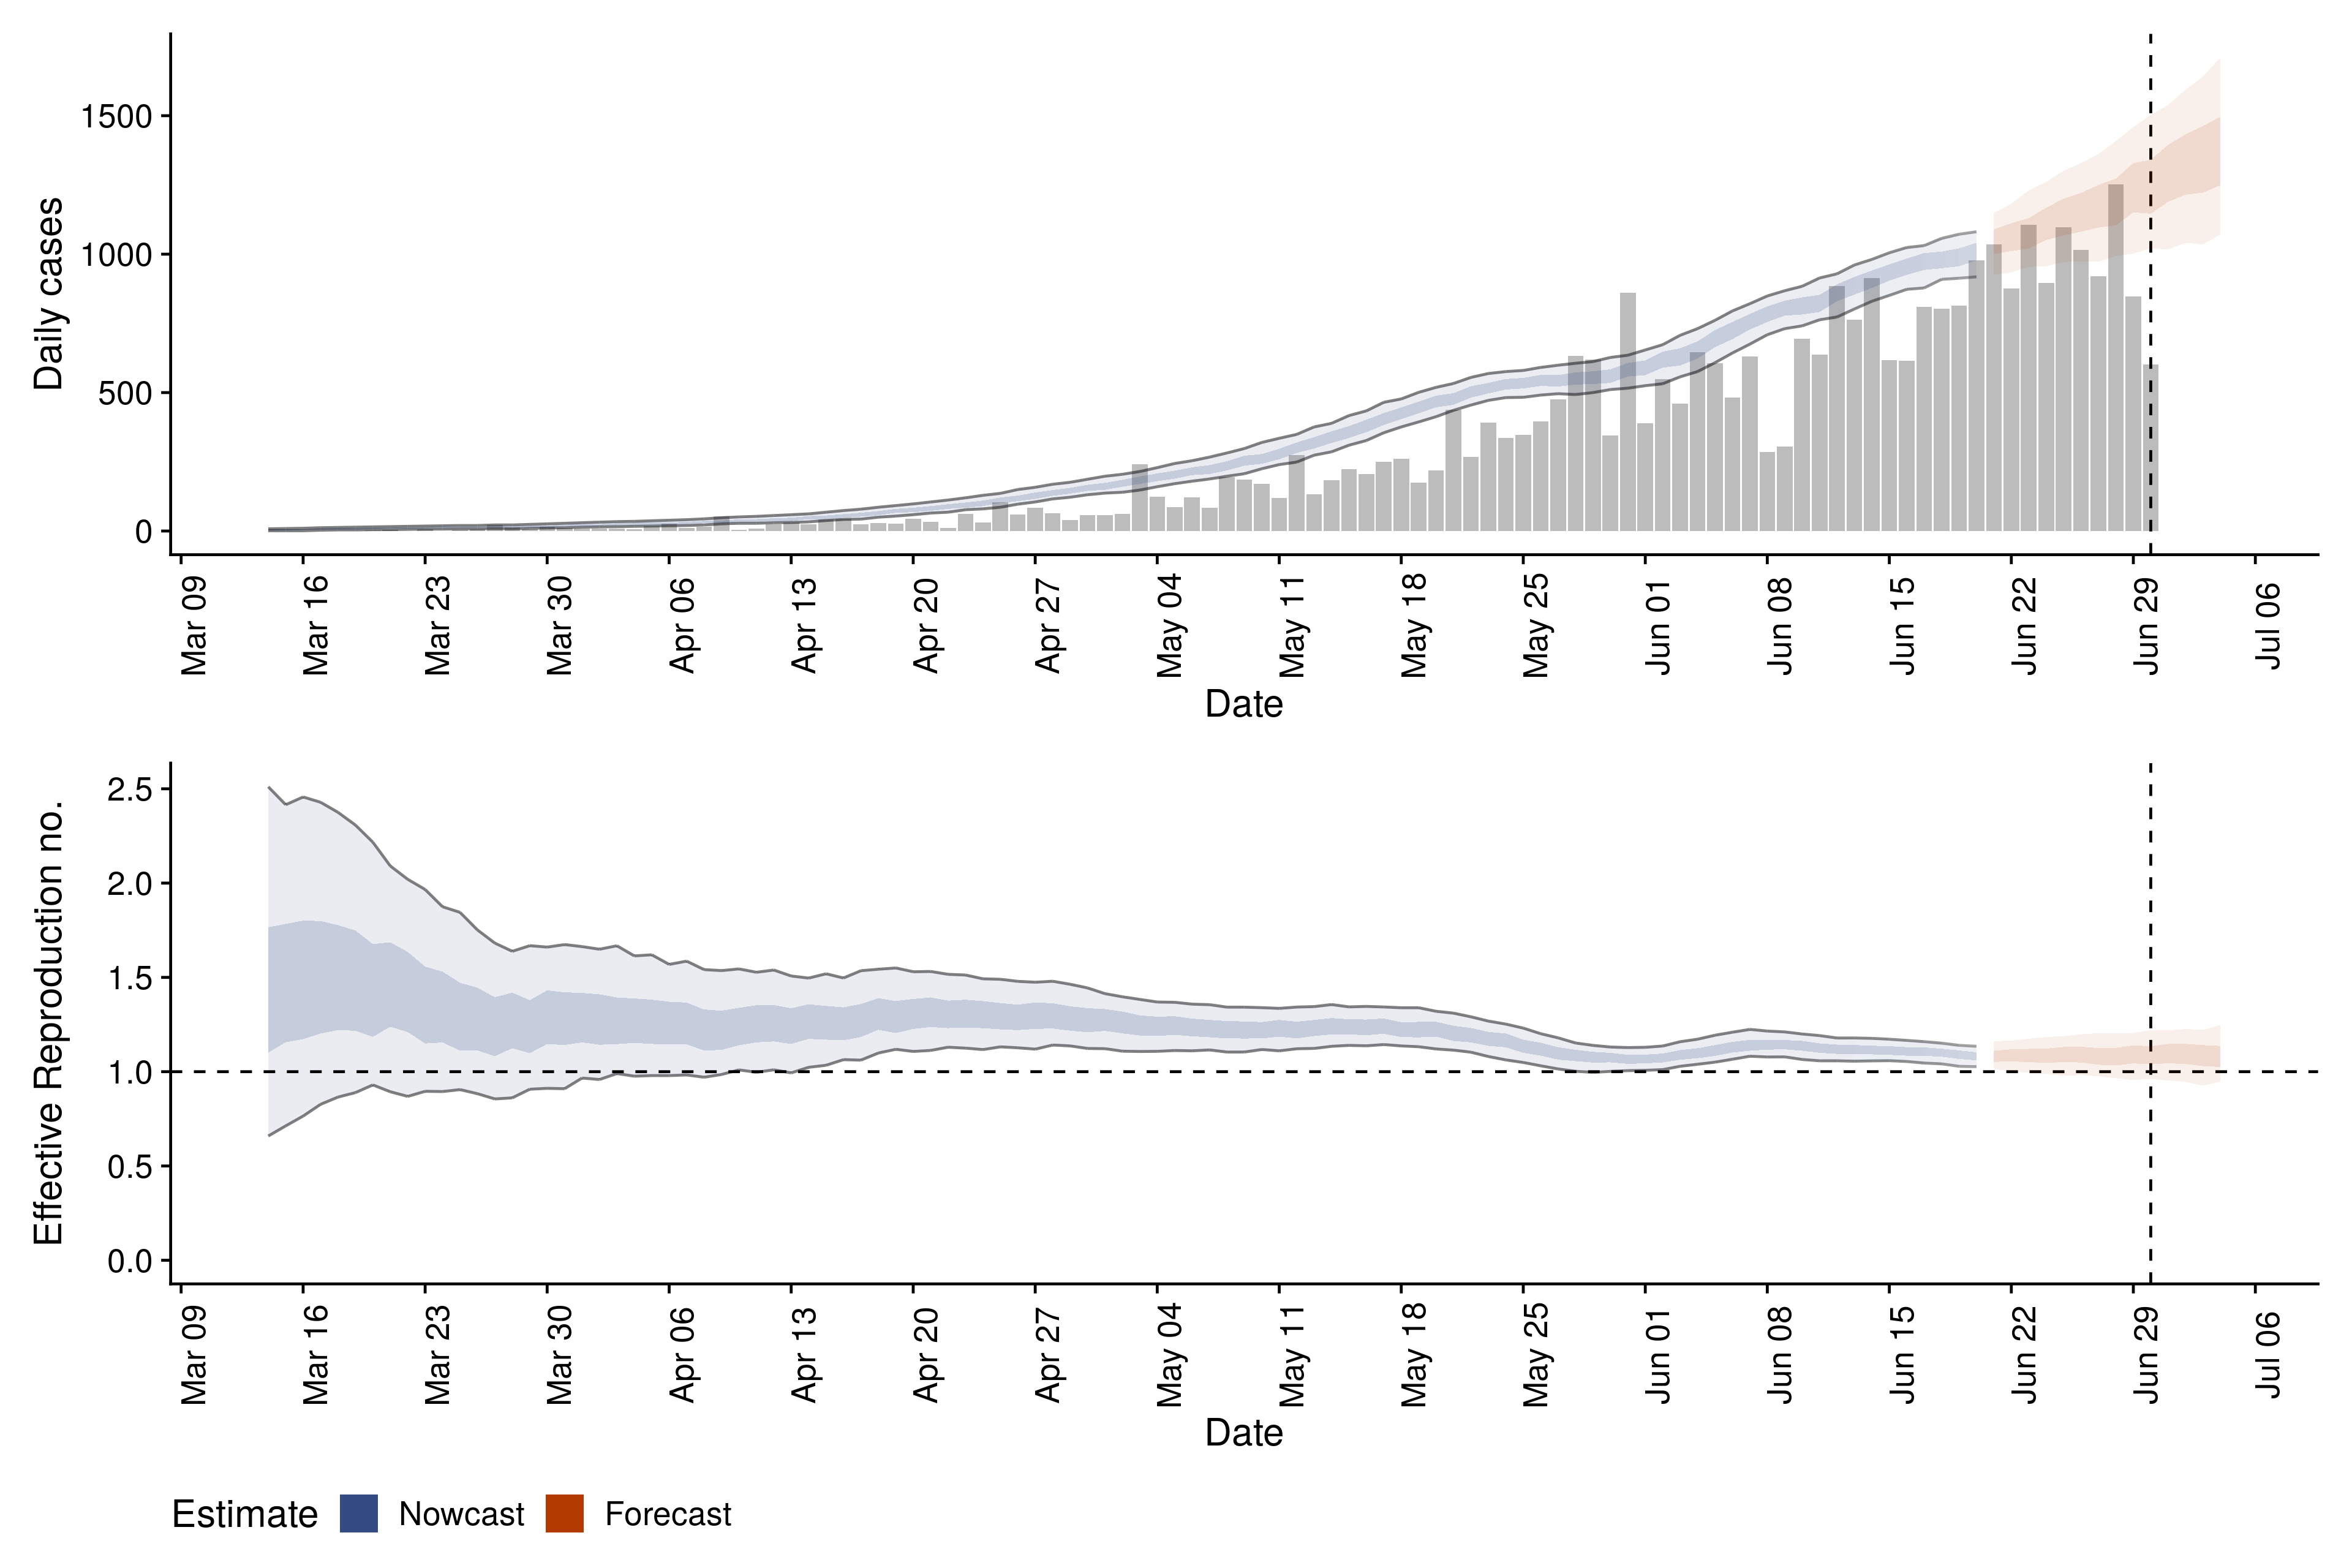 Daily cases
1500
1000
500
0
Mar 09
Mar 16
Mar 23
Mar 30
Apr 06
Apr 13
Apr 20
Apr 27
May 04
May 11
May 18
May 25
Jun 01
Jun 08
Jun 15
Jun 22
Jun 29
Jul 06
Date
Effective Reproduction no.
2.5
2.0
1.5
1.0
0.5
0.0
Mar 09
Mar 16
Mar 23
Mar 30
Apr 06
Apr 13
Apr 20
Apr 27
May 04
May 11
May 18
May 25
Jun 01
Jun 08
Jun 15
Jun 22
Jun 29
Jul 06
Date
Estimate Nowcast Forecast